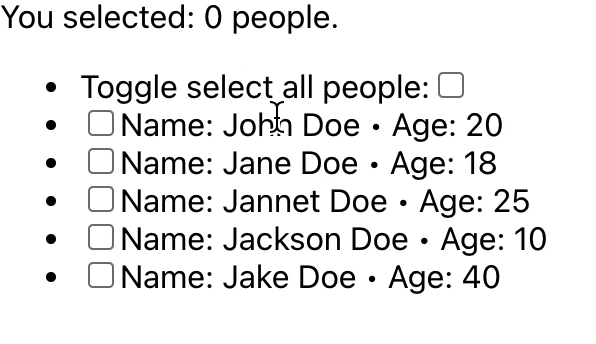 You selected: 0 people.
• Toggle select all people:
• Name: John Doe • Age: 20
• Name: Jane Doe • Age: 18
• Name: Jannet Doe • Age: 25
• Name: Jackson Doe • Age: 10
• Name: Jake Doe • Age: 40